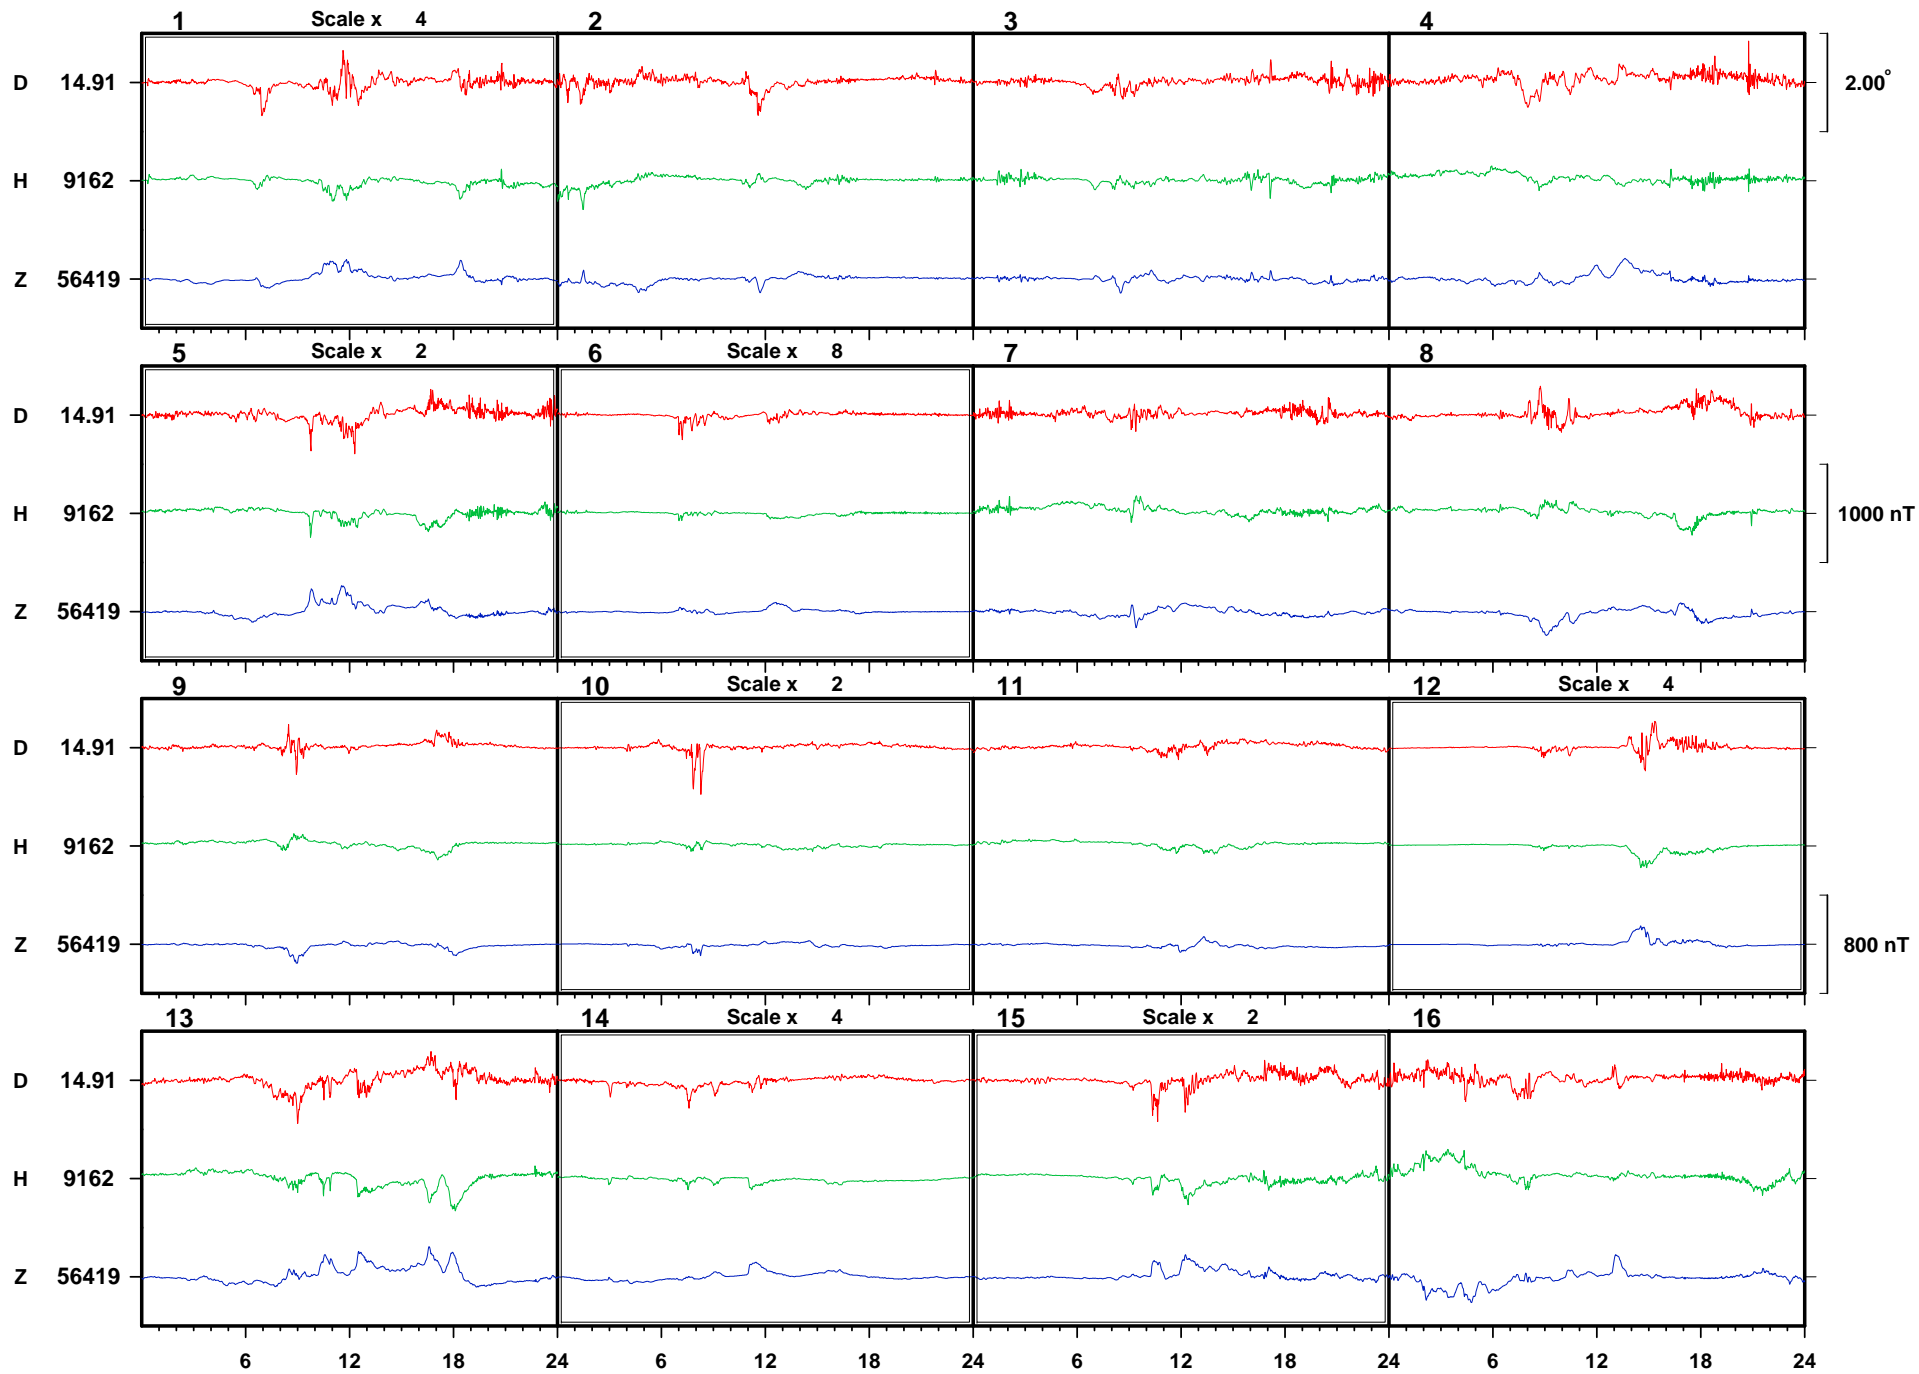 1 Scale x 4 2 3 4
D 14.91 2.00°
H 9162
Z 56419
5 Scale x 2 6 Scale x 8 7 8
D 14.91
H 9162 1000 nT
Z 56419
9 10 Scale x 2 11 12 Scale x 4
D 14.91
H 9162
Z 56419 800 nT
13 14 Scale x 4 15 Scale x 2 16
D 14.91
H 9162
Z 56419
6 12 18 24 6 12 18 24 6 12 18 24 6 12 18 24